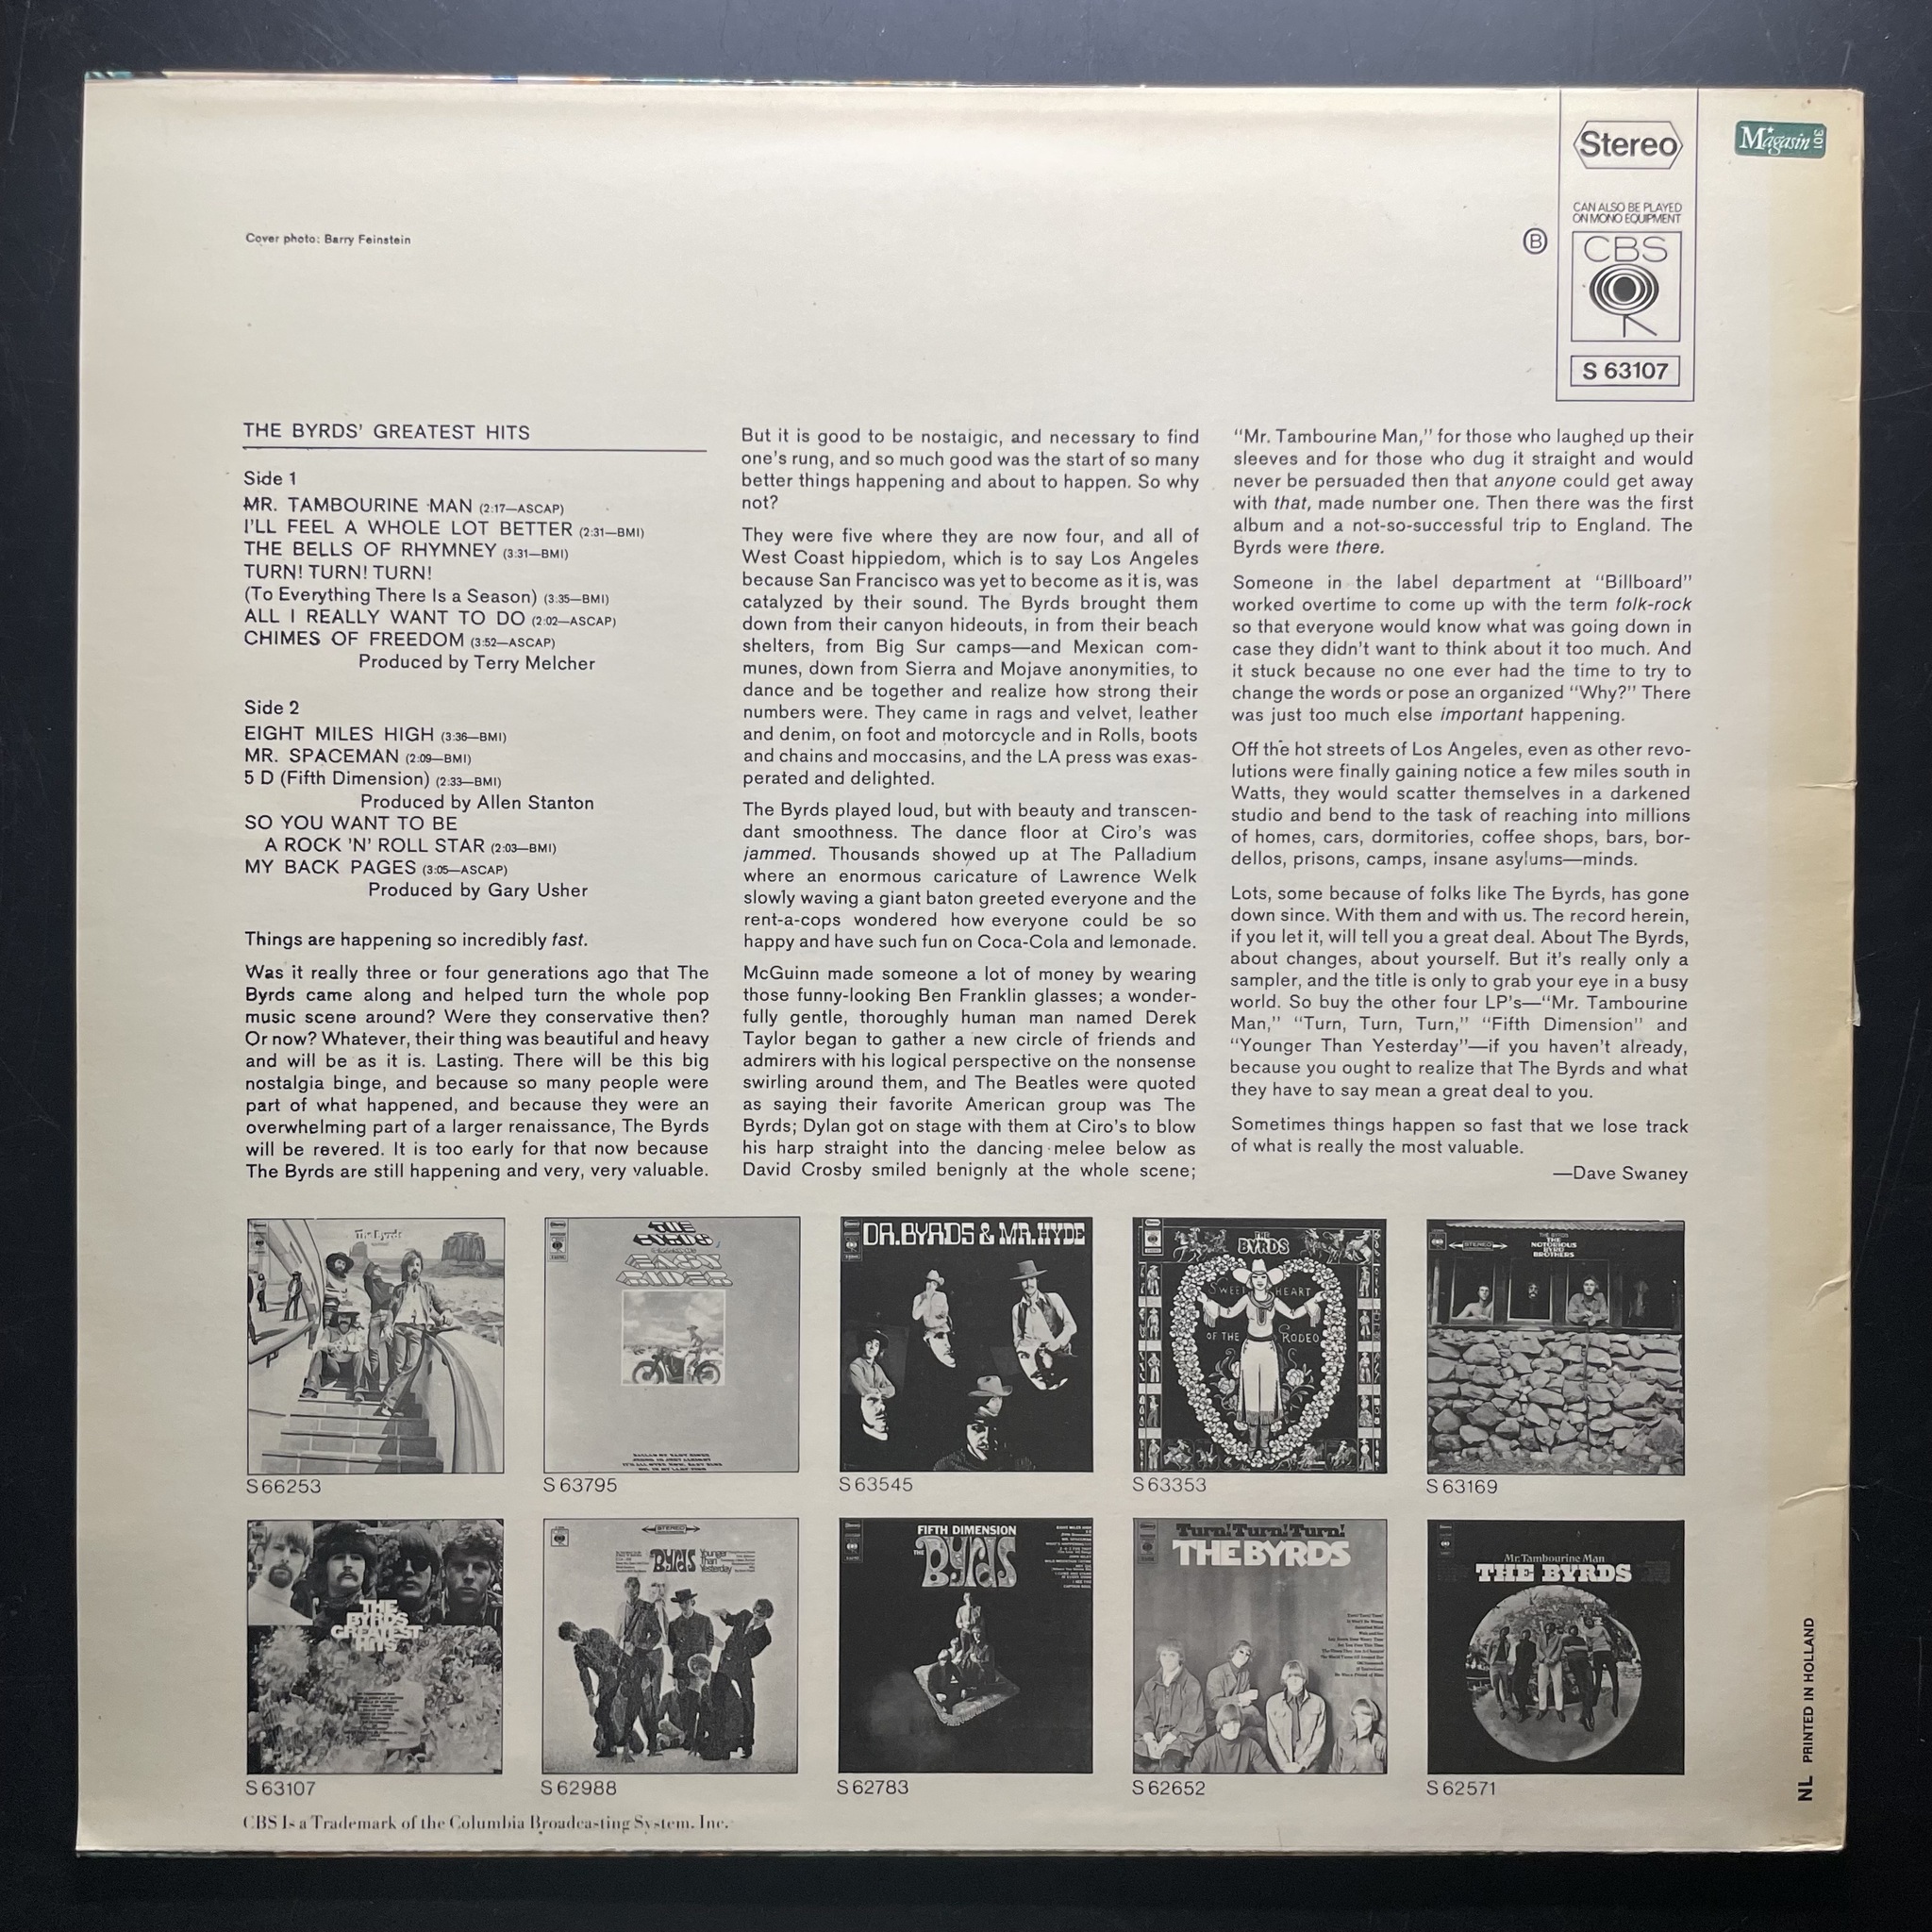 Stereo
CAN ALSO BE PLAYED
ON MONO EQUIPMENT
B
CBS
S 63107
Magasin 301
Cover photo: Barry Feinstein
THE BYRDS' GREATEST HITS
Side 1
MR. TAMBOURINE MAN (2:17—ASCAP)
I'LL FEEL A WHOLE LOT BETTER (2:31—BMI)
THE BELLS OF RHYMNEY (3:31—BMI)
TURN! TURN! TURN!
(To Everything There Is a Season) (3:35—BMI)
ALL I REALLY WANT TO DO (2:02—ASCAP)
CHIMES OF FREEDOM (3:52—ASCAP)
Produced by Terry Melcher
Side 2
EIGHT MILES HIGH (3:36—BMI)
MR. SPACEMAN (2:09—BMI)
5 D (Fifth Dimension) (2:33—BMI)
Produced by Allen Stanton
SO YOU WANT TO BE
A ROCK 'N' ROLL STAR (2:03—BMI)
MY BACK PAGES (3:05—ASCAP)
Produced by Gary Usher
Things are happening so incredibly fast.
Was it really three or four generations ago that The
Byrds came along and helped turn the whole pop
music scene around? Were they conservative then?
Or now? Whatever, their thing was beautiful and heavy
and will be as it is. Lasting. There will be this big
nostalgia binge, and because so many people were
part of what happened, and because they were an
overwhelming part of a larger renaissance, The Byrds
will be revered. It is too early for that now because
The Byrds are still happening and very, very valuable.
But it is good to be nostaigic, and necessary to find
one's rung, and so much good was the start of so many
better things happening and about to happen. So why
not?
They were five where they are now four, and all of
West Coast hippiedom, which is to say Los Angeles
because San Francisco was yet to become as it is, was
catalyzed by their sound. The Byrds brought them
down from their canyon hideouts, in from their beach
shelters, from Big Sur camps—and Mexican com-
munes, down from Sierra and Mojave anonymities, to
dance and be together and realize how strong their
numbers were. They came in rags and velvet, leather
and denim, on foot and motorcycle and in Rolls, boots
and chains and moccasins, and the LA press was exas-
perated and delighted.
The Byrds played loud, but with beauty and transcen-
dant smoothness. The dance floor at Ciro's was
jammed. Thousands showed up at The Palladium
where an enormous caricature of Lawrence Welk
slowly waving a giant baton greeted everyone and the
rent-a-cops wondered how everyone could be so
happy and have such fun on Coca-Cola and lemonade.
McGuinn made someone a lot of money by wearing
those funny-looking Ben Franklin glasses; a wonder-
fully gentle, thoroughly human man named Derek
Taylor began to gather a new circle of friends and
admirers with his logical perspective on the nonsense
swirling around them, and The Beatles were quoted
as saying their favorite American group was The
Byrds; Dylan got on stage with them at Ciro's to blow
his harp straight into the dancing melee below as
David Crosby smiled benignly at the whole scene;
"Mr. Tambourine Man," for those who laughed up their
sleeves and for those who dug it straight and would
never be persuaded then that anyone could get away
with that, made number one. Then there was the first
album and a not-so-successful trip to England. The
Byrds were there.
Someone in the label department at "Billboard"
worked overtime to come up with the term folk-rock
so that everyone would know what was going down in
case they didn't want to think about it too much. And
it stuck because no one ever had the time to try to
change the words or pose an organized "Why?" There
was just too much else important happening.
Off the hot streets of Los Angeles, even as other revo-
lutions were finally gaining notice a few miles south in
Watts, they would scatter themselves in a darkened
studio and bend to the task of reaching into millions
of homes, cars, dormitories, coffee shops, bars, bor-
dellos, prisons, camps, insane asylums—minds.
Lots, some because of folks like The Byrds, has gone
down since. With them and with us. The record herein,
if you let it, will tell you a great deal. About The Byrds,
about changes, about yourself. But it's really only a
sampler, and the title is only to grab your eye in a busy
world. So buy the other four LP's—"Mr. Tambourine
Man," "Turn, Turn, Turn," "Fifth Dimension" and
"Younger Than Yesterday"—if you haven't already,
because you ought to realize that The Byrds and what
they have to say mean a great deal to you.
Sometimes things happen so fast that we lose track
of what is really the most valuable.
—Dave Swaney
The Byrds
THE BYRDS
EASY RIDER
DR. BYRDS & MR. HYDE
THE BYRDS
SWEET HEART
OF THE RODEO
STEREO
THE BYRDS
THE NOTORIOUS BYRD BROTHERS
S 66253
S 63795
S 63545
S 63353
S 63169
THE BYRDS GREATEST HITS
STEREO
BYRDS
Younger Than Yesterday
FIFTH DIMENSION
THE BYRDS
Turn! Turn! Turn!
THE BYRDS
Mr. Tambourine Man
THE BYRDS
S 63107
S 62988
S 62783
S 62652
S 62571
CBS Is a Trademark of the Columbia Broadcasting System. Inc.
NL PRINTED IN HOLLAND